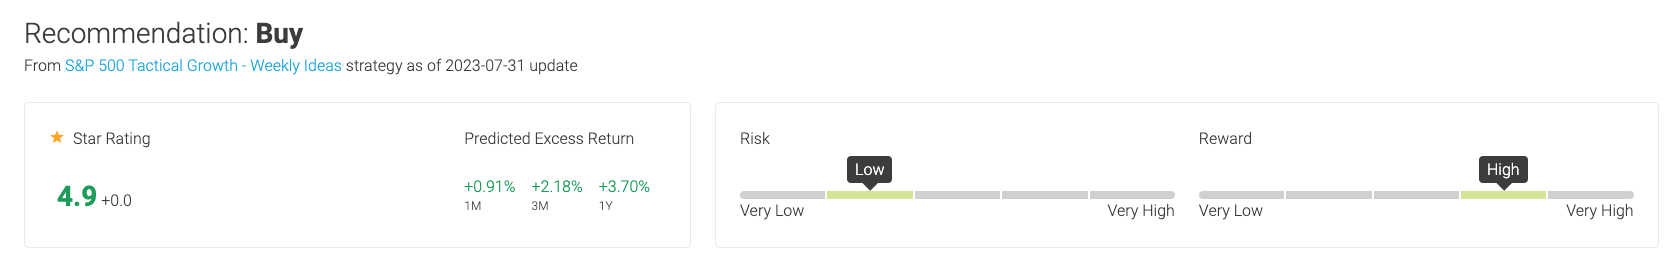 Recommendation: Buy
From S&P 500 Tactical Growth - Weekly Ideas strategy as of 2023-07-31 update
Star Rating
4.9 +0.0
Predicted Excess Return
+0.91% +2.18% +3.70%
1M 3M 1Y
Risk
Low
Very Low Very High
Reward
High
Very Low Very High